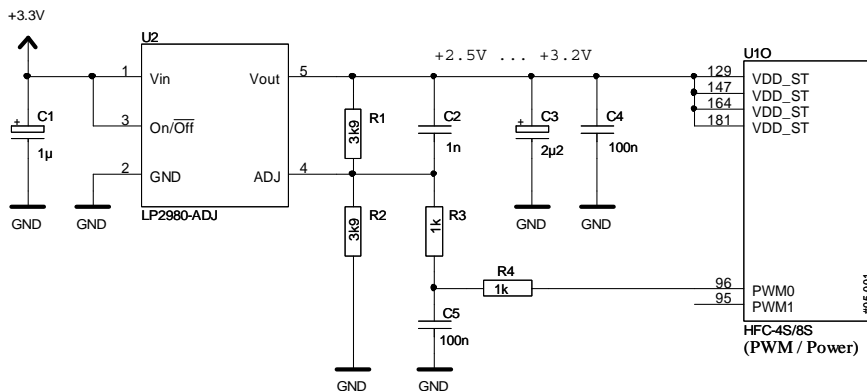 +3.3V
U2
+2.5V ... +3.2V
U1O
1 Vin
Vout 5
129 VDD_ST
147 VDD_ST
164 VDD_ST
181 VDD_ST
+ C1
1µ
3 On/Off
3k9 R1
C2
1n
+ C3
2µ2
C4
100n
2 GND
ADJ 4
LP2980-ADJ
GND
GND
3k9 R2
1k R3
GND
GND
R4
1k
96 PWM0
95 PWM1
C5
100n
HFC-4S/8S
(PWM / Power)
GND
GND